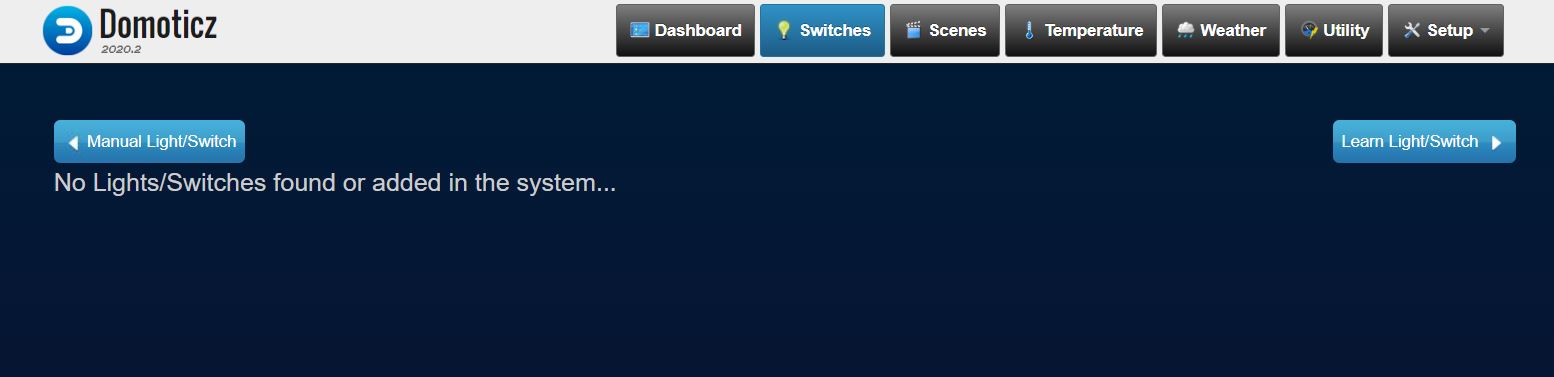 Domoticz
2020.2
Dashboard
Switches
Scenes
Temperature
Weather
Utility
Setup
Manual Light/Switch
Learn Light/Switch
No Lights/Switches found or added in the system...